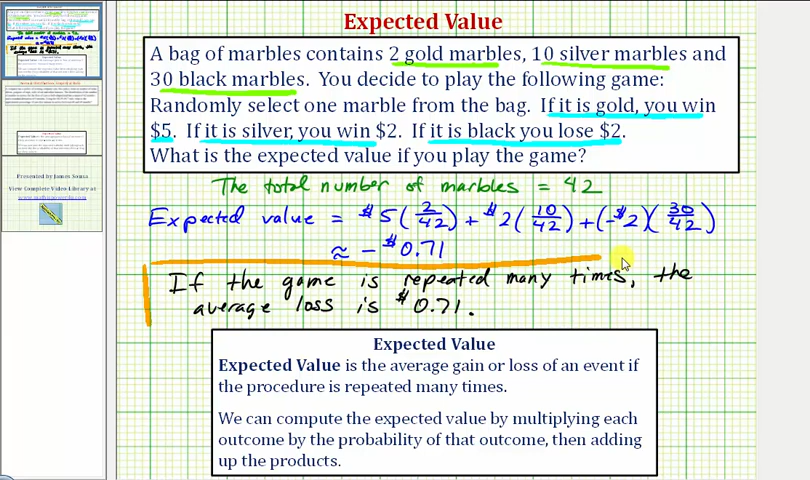 Expected Value
A bag of marbles contains 2 gold marbles, 10 silver marbles and
30 black marbles. You decide to play the following game:
Randomly select one marble from the bag. If it is gold, you win
$5. If it is silver, you win $2. If it is black you lose $2.
What is the expected value if you play the game?
The total number of marbles = 42
Expected value = $5(2/42) + $2(10/42) + (-$2)(30/42)
≈ -$0.71
If the game is repeated many times, the
average loss is $0.71.
Expected Value
Expected Value is the average gain or loss of an event if
the procedure is repeated many times.
We can compute the expected value by multiplying each
outcome by the probability of that outcome, then adding
up the products.
Presented by James Sousa
View Complete Video Library at